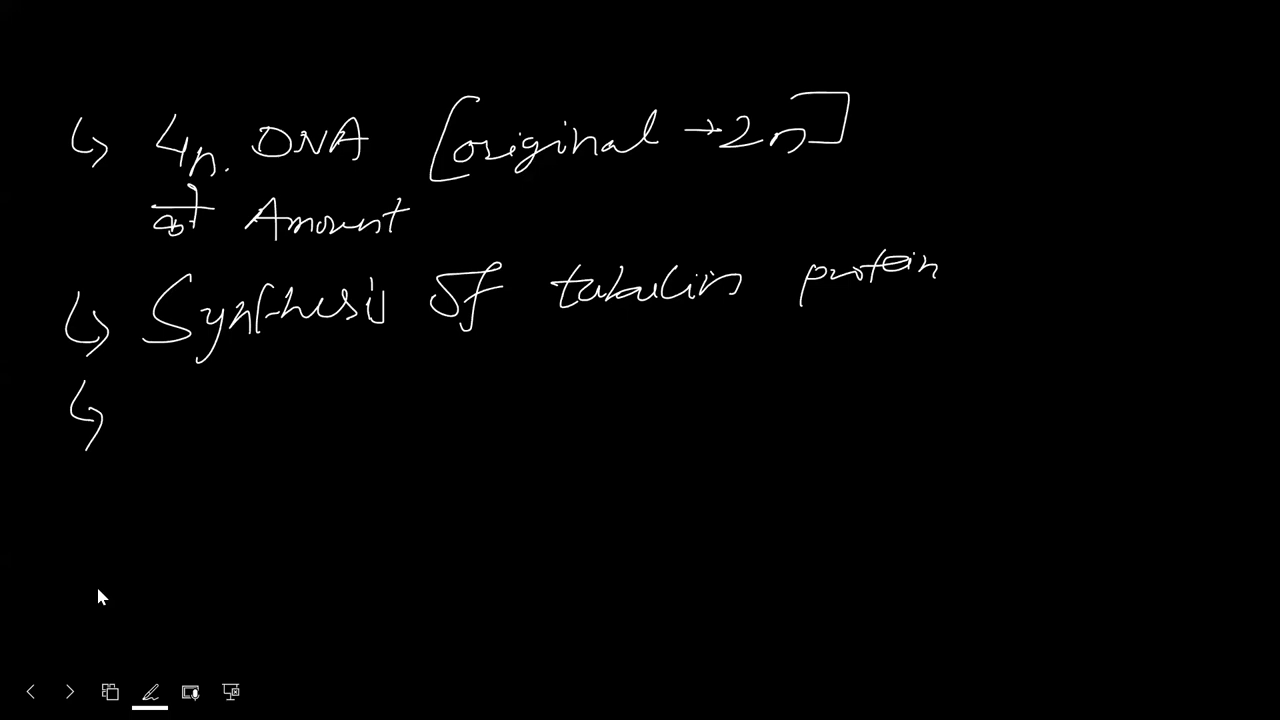 ↳ 4n. DNA [original → 2n]
Amount
↳ Synthesis of tubulin protein
↳